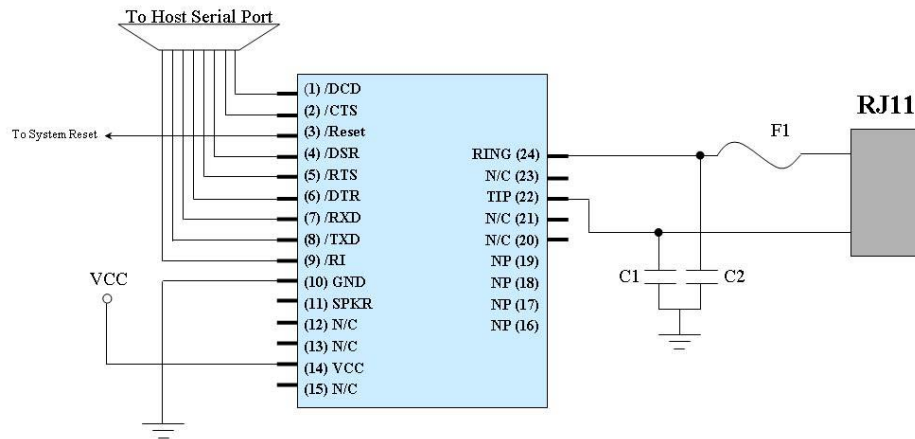 To Host Serial Port
To System Reset
VCC
(1) /DCD
(2) /CTS
(3) /Reset
(4) /DSR
(5) /RTS
(6) /DTR
(7) /RXD
(8) /TXD
(9) /RI
(10) GND
(11) SPKR
(12) N/C
(13) N/C
(14) VCC
(15) N/C
RING (24)
N/C (23)
TIP (22)
N/C (21)
N/C (20)
NP (19)
NP (18)
NP (17)
NP (16)
F1
RJ11
C1
C2